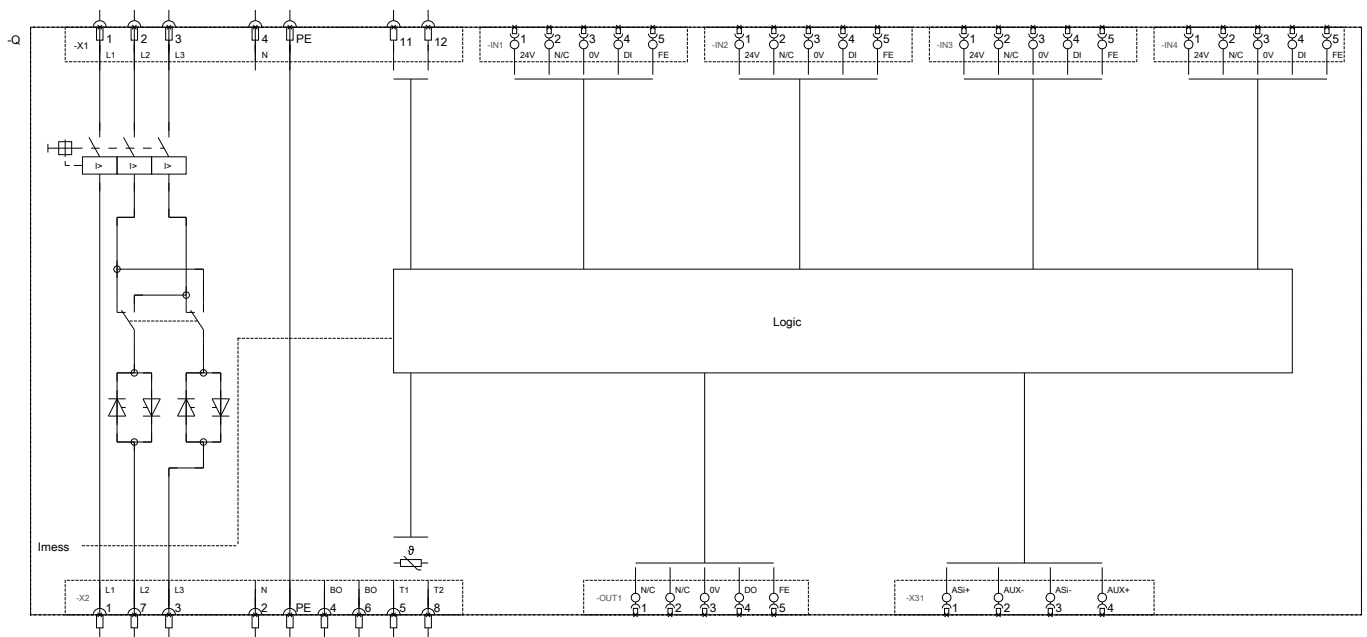 -Q
-X1 1 2 3 4 PE 11 12
L1 L2 L3 N
-IN1 1 2 3 4 5
24V N/C 0V DI FE
-IN2 1 2 3 4 5
24V N/C 0V DI FE
-IN3 1 2 3 4 5
24V N/C 0V DI FE
-IN4 1 2 3 4 5
24V N/C 0V DI FE
I> I> I>
Logic
Imess
ϑ
L1 L2 L3 N BO BO T1 T2
-X2 1 7 3 2 PE 4 6 5 8
N/C N/C 0V DO FE
-OUT1 1 2 3 4 5
ASi+ AUX- ASi- AUX+
-X31 1 2 3 4